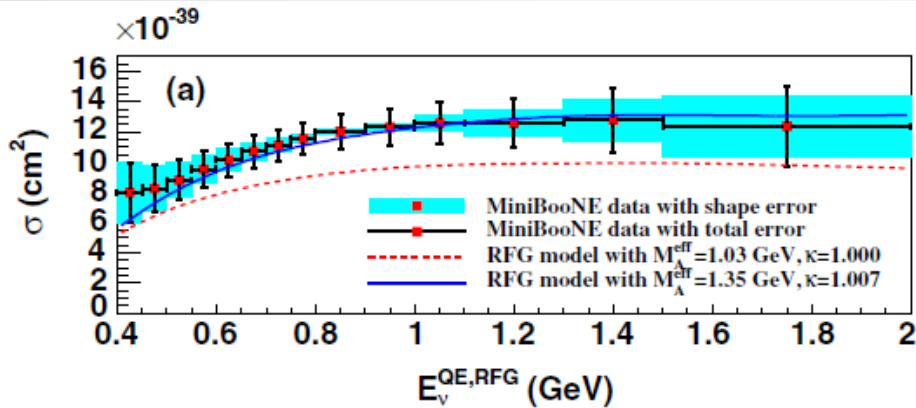 ×10⁻³⁹
16
14
12
10
8
6
4
2
0
σ (cm²)
(a)
MiniBooNE data with shape error
MiniBooNE data with total error
RFG model with M_A^eff=1.03 GeV, κ=1.000
RFG model with M_A^eff=1.35 GeV, κ=1.007
0.4 0.6 0.8 1 1.2 1.4 1.6 1.8 2
E_ν^QE,RFG (GeV)